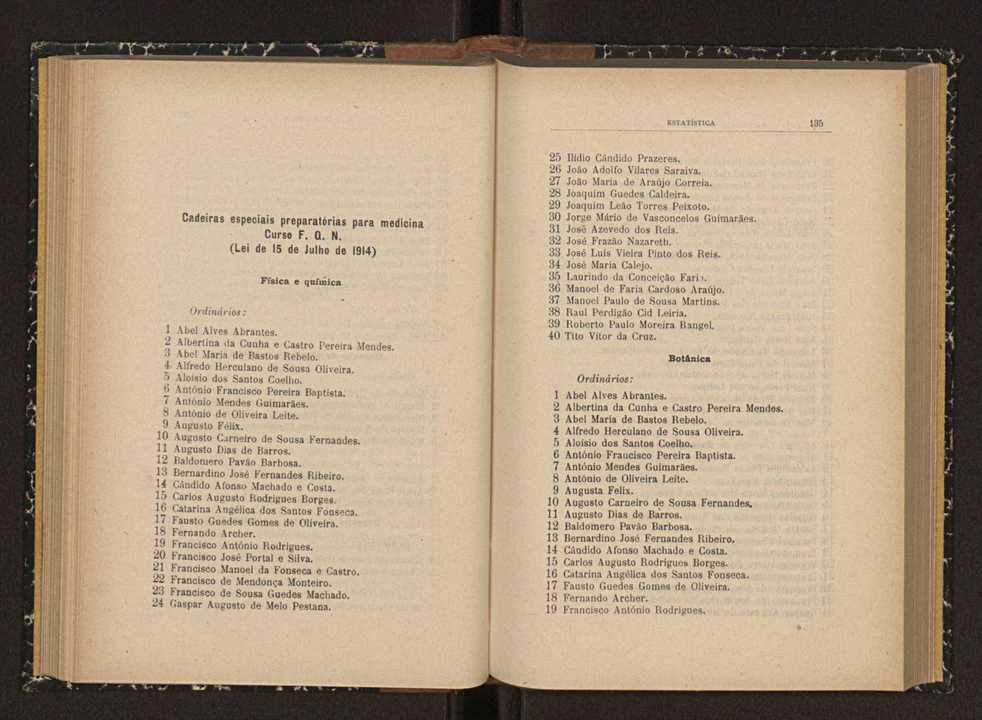 Cadeiras especiais preparatórias para medicina
Curso F. Q. N.
(Lei de 15 de Julho de 1914)
Física e química
Ordinários:
1 Abel Alves Abrantes.
2 Albertina da Cunha e Castro Pereira Mendes.
3 Abel Maria de Bastos Rebelo.
4 Alfredo Herculano de Sousa Oliveira.
5 Aloísio dos Santos Coelho.
6 António Francisco Pereira Baptista.
7 António Mendes Guimarães.
8 António de Oliveira Leite.
9 Augusto Félix.
10 Augusto Carneiro de Sousa Fernandes.
11 Augusto Dias de Barros.
12 Baldomero Pavão Barbosa.
13 Bernardino José Fernandes Ribeiro.
14 Cândido Afonso Machado e Costa.
15 Carlos Augusto Rodrigues Borges.
16 Catarina Angélica dos Santos Fonseca.
17 Fausto Guedes Gomes de Oliveira.
18 Fernando Archer.
19 Francisco António Rodrigues.
20 Francisco José Portal e Silva.
21 Francisco Manoel da Fonseca e Castro.
22 Francisco de Mendonça Monteiro.
23 Francisco de Sousa Guedes Machado.
24 Gaspar Augusto de Melo Pestana.
ESTATÍSTICA 135
25 Ilídio Cândido Prazeres.
26 João Adolfo Vilares Saraiva.
27 João Maria de Araújo Correia.
28 Joaquim Guedes Caldeira.
29 Joaquim Leão Torres Peixoto.
30 Jorge Mário de Vasconcelos Guimarães.
31 José Azevedo dos Reis.
32 José Frazão Nazareth.
33 José Luís Vieira Pinto dos Reis.
34 José Maria Calejo.
35 Laurindo da Conceição Faria.
36 Manoel de Faria Cardoso Araújo.
37 Manoel Paulo de Sousa Martins.
38 Raul Perdigão Cid Leiria.
39 Roberto Paulo Moreira Rangel.
40 Tito Vítor da Cruz.
Botânica
Ordinários:
1 Abel Alves Abrantes.
2 Albertina da Cunha e Castro Pereira Mendes.
3 Abel Maria de Bastos Rebelo.
4 Alfredo Herculano de Sousa Oliveira.
5 Aloísio dos Santos Coelho.
6 António Francisco Pereira Baptista.
7 António Mendes Guimarães.
8 António de Oliveira Leite.
9 Augusta Felix.
10 Augusto Carneiro de Sousa Fernandes.
11 Augusto Dias de Barros.
12 Baldomero Pavão Barbosa.
13 Bernardino José Fernandes Ribeiro.
14 Cândido Afonso Machado e Costa.
15 Carlos Augusto Rodrigues Borges.
16 Catarina Angélica dos Santos Fonseca.
17 Fausto Guedes Gomes de Oliveira.
18 Fernando Archer.
19 Francisco António Rodrigues.